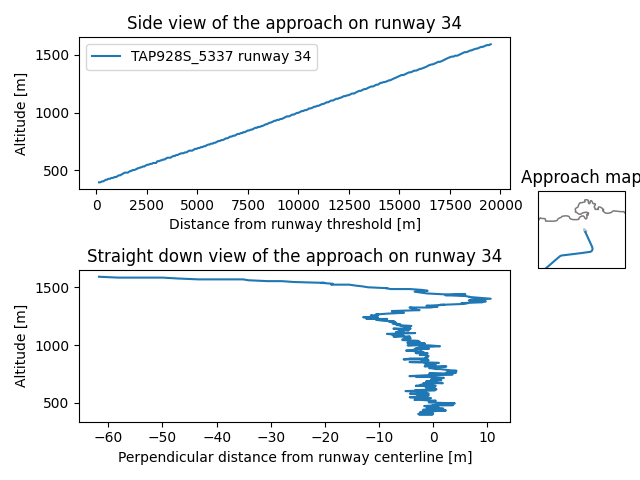 Side view of the approach on runway 34
TAP928S_5337 runway 34
Altitude [m]
1500
1000
500
0 2500 5000 7500 10000 12500 15000 17500 20000
Distance from runway threshold [m]
Approach map
Straight down view of the approach on runway 34
Altitude [m]
1500
1000
500
−60 −50 −40 −30 −20 −10 0 10
Perpendicular distance from runway centerline [m]